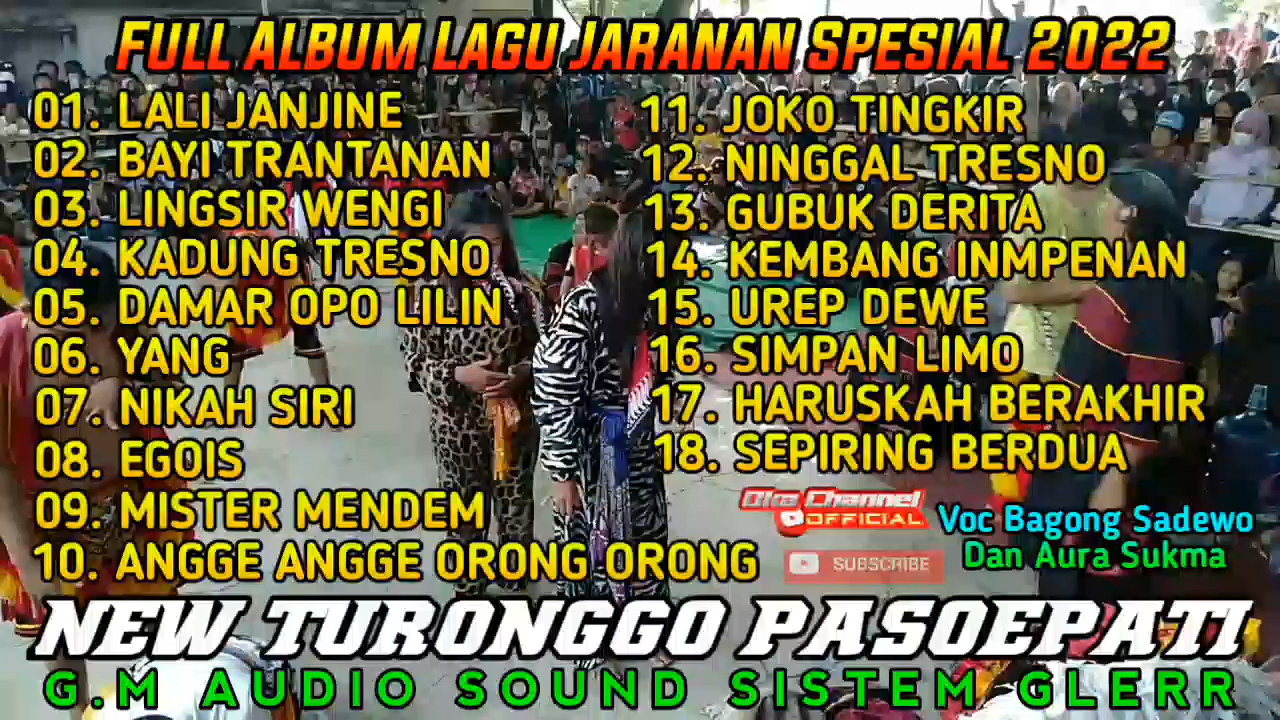 FULL ALBUM LAGU JARANAN SPESIAL 2022
01. LALI JANJINE
02. BAYI TRANTANAN
03. LINGSIR WENGI
04. KADUNG TRESNO
05. DAMAR OPO LILIN
06. YANG
07. NIKAH SIRI
08. EGOIS
09. MISTER MENDEM
10. ANGGE ANGGE ORONG ORONG
11. JOKO TINGKIR
12. NINGGAL TRESNO
13. GUBUK DERITA
14. KEMBANG INMPENAN
15. UREP DEWE
16. SIMPAN LIMO
17. HARUSKAH BERAKHIR
18. SEPIRING BERDUA
Channel
OFFICIAL
SUBSCRIBE
Voc Bagong Sadewo
Dan Aura Sukma
NEW TURONGGO PASOEPATI
G.M AUDIO SOUND SISTEM GLERR